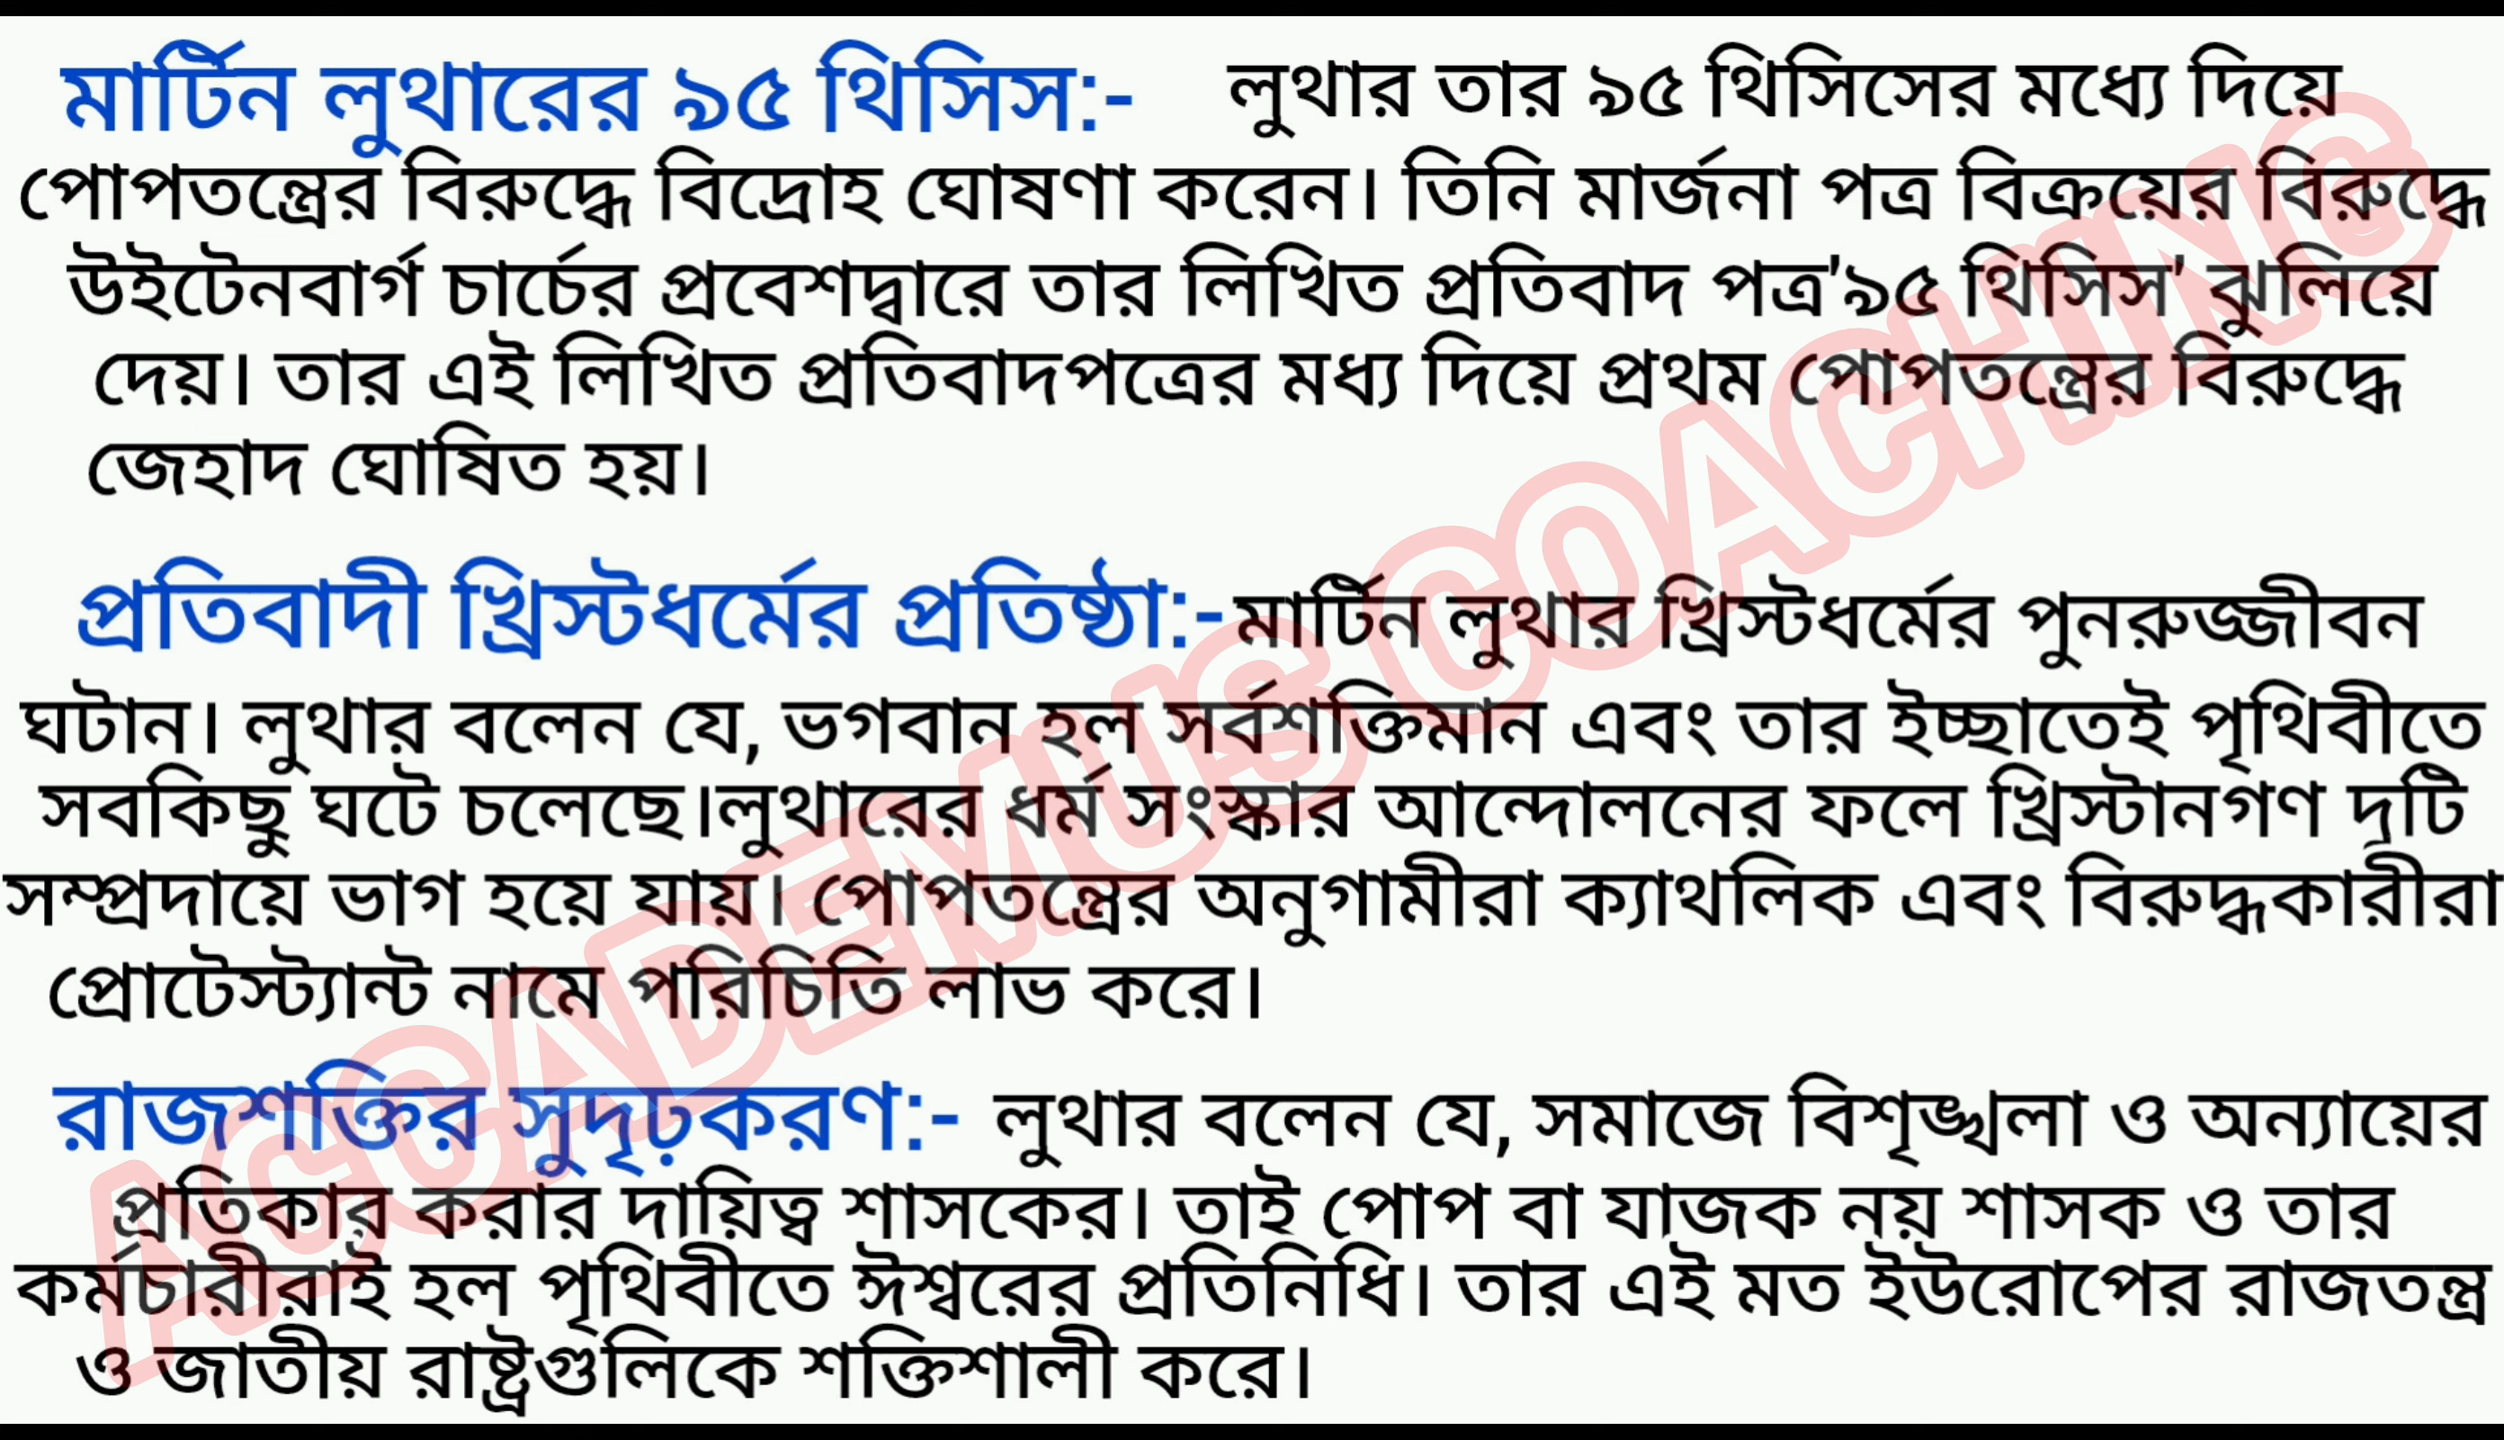 মার্টিন লুথারের ৯৫ থিসিস:- লুথার তার ৯৫ থিসিসের মধ্যে দিয়ে
পোপতন্ত্রের বিরুদ্ধে বিদ্রোহ ঘোষণা করেন। তিনি মার্জনা পত্র বিক্রয়ের বিরুদ্ধে
উইটেনবার্গ চার্চের প্রবেশদ্বারে তার লিখিত প্রতিবাদ পত্র'৯৫ থিসিস' ঝুলিয়ে
দেয়। তার এই লিখিত প্রতিবাদপত্রের মধ্য দিয়ে প্রথম পোপতন্ত্রের বিরুদ্ধে
জেহাদ ঘোষিত হয়।
প্রতিবাদী খ্রিস্টধর্মের প্রতিষ্ঠা:-মার্টিন লুথার খ্রিস্টধর্মের পুনরুজ্জীবন
ঘটান। লুথার বলেন যে, ভগবান হল সর্বশক্তিমান এবং তার ইচ্ছাতেই পৃথিবীতে
সবকিছু ঘটে চলেছে।লুথারের ধর্ম সংস্কার আন্দোলনের ফলে খ্রিস্টানগণ দুটি
সম্প্রদায়ে ভাগ হয়ে যায়। পোপতন্ত্রের অনুগামীরা ক্যাথলিক এবং বিরুদ্ধকারীরা
প্রোটেস্ট্যান্ট নামে পরিচিতি লাভ করে।
রাজশক্তির সুদৃঢ়করণ:- লুথার বলেন যে, সমাজে বিশৃঙ্খলা ও অন্যায়ের
প্রতিকার করার দায়িত্ব শাসকের। তাই পোপ বা যাজক নয় শাসক ও তার
কর্মচারীরাই হল পৃথিবীতে ঈশ্বরের প্রতিনিধি। তার এই মত ইউরোপের রাজতন্ত্র
ও জাতীয় রাষ্ট্রগুলিকে শক্তিশালী করে।
ACCADEMUS COACHING